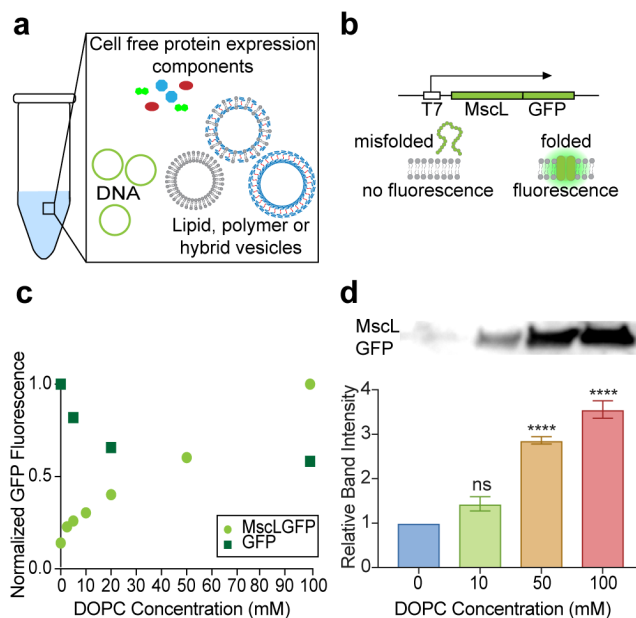 a
Cell free protein expression
components
DNA
Lipid, polymer or
hybrid vesicles
b
T7 MscL GFP
misfolded folded
no fluorescence fluorescence
c
Normalized GFP Fluorescence
1.0
0.5
0.0
0 10 20 30 40 50 60 70 80 90 100
DOPC Concentration (mM)
MscLGFP
GFP
d
MscL
GFP
Relative Band Intensity
4
3
2
1
0
ns
****
****
0 10 50 100
DOPC Concentration (mM)